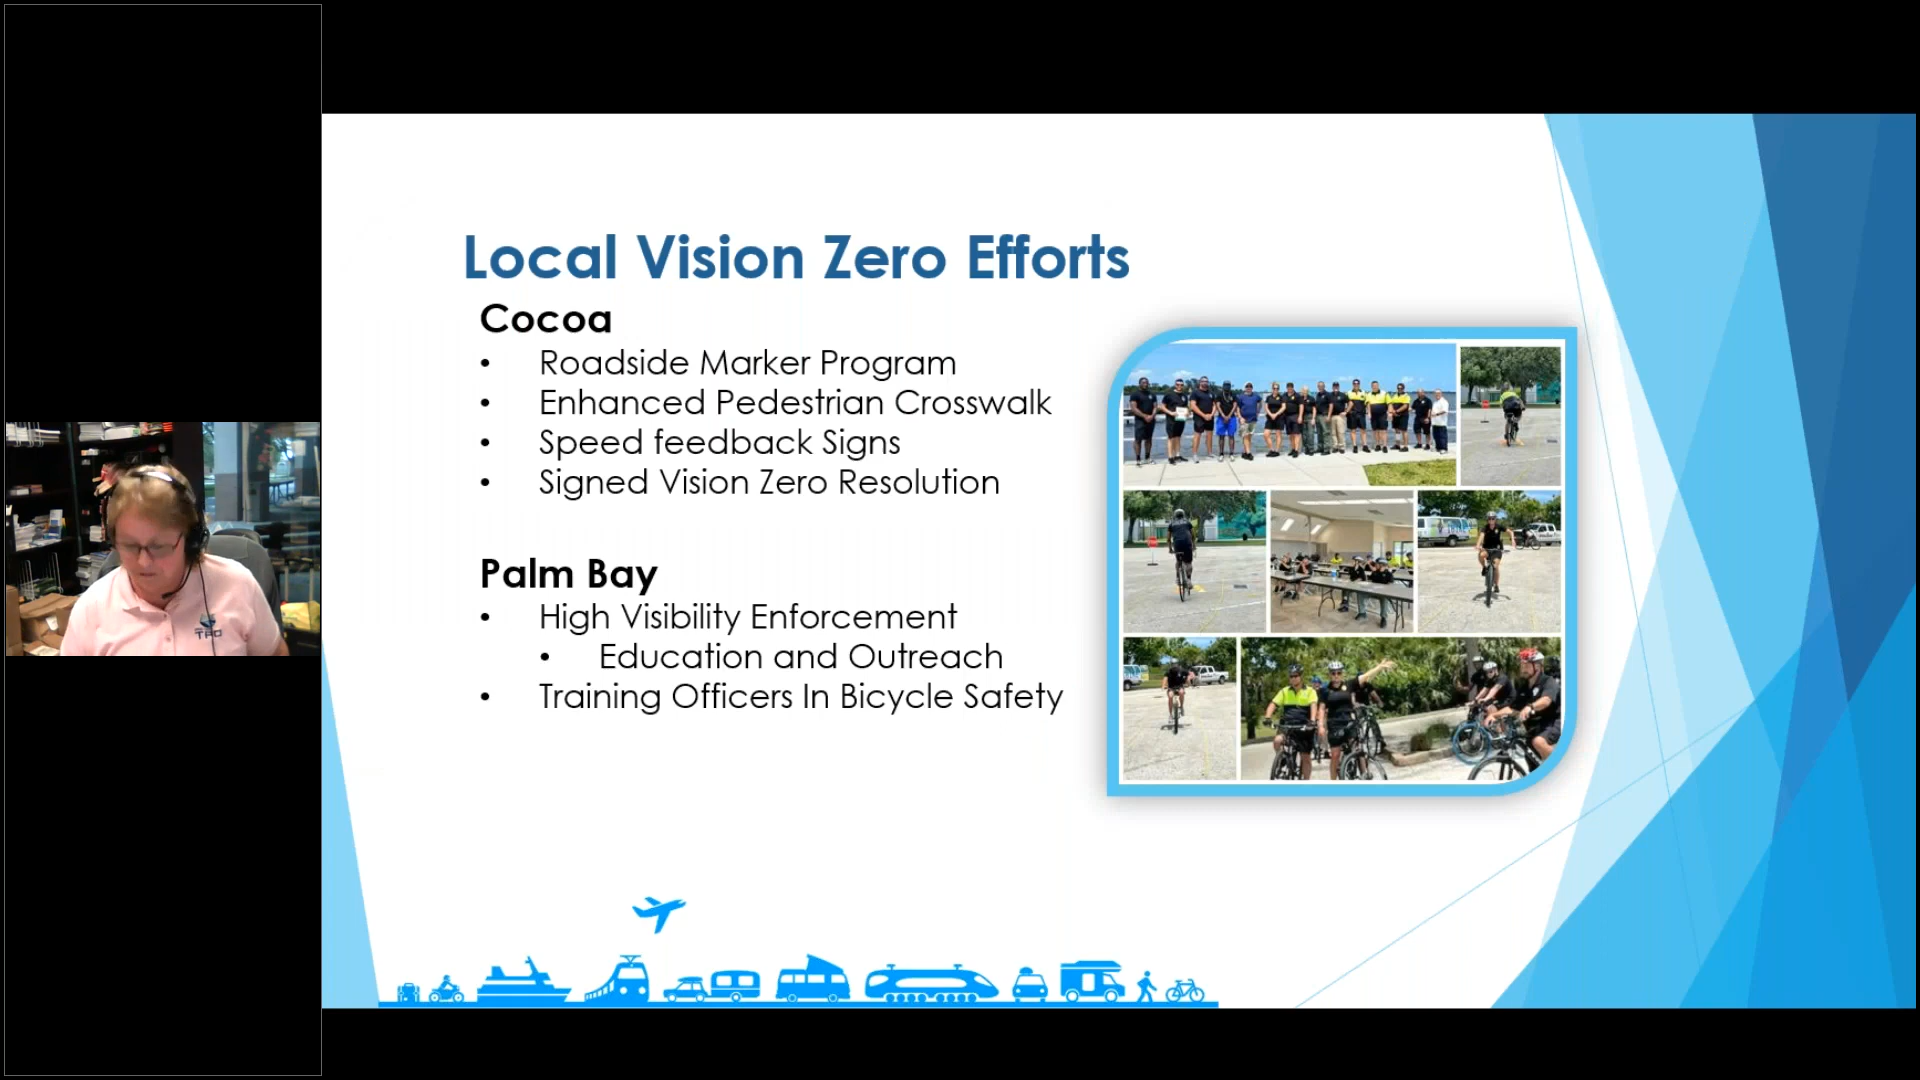 Local Vision Zero Efforts
Cocoa
• Roadside Marker Program
• Enhanced Pedestrian Crosswalk
• Speed feedback Signs
• Signed Vision Zero Resolution
Palm Bay
• High Visibility Enforcement
• Education and Outreach
• Training Officers In Bicycle Safety
TPO